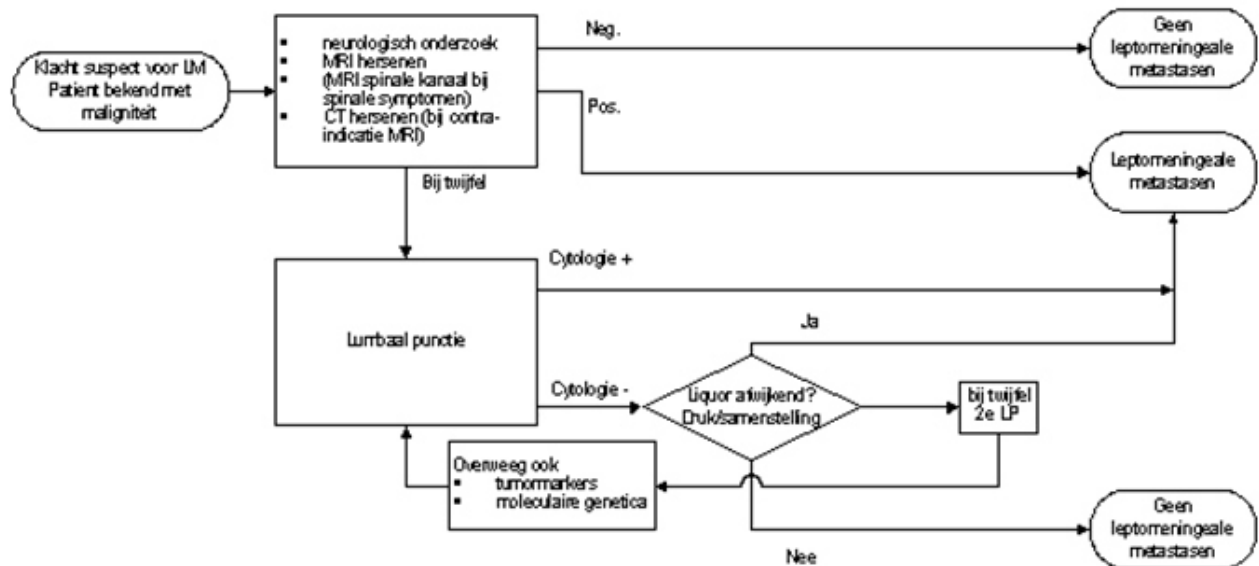 Klacht suspect voor LM
Patient bekend met
maligniteit
▪ neurologisch onderzoek
▪ MRI hersenen
▪ (MRI spinale kanaal bij
spinale symptomen)
▪ CT hersenen (bij contra-
indicatie MRI)
Neg.
Geen
leptomeningeale
metastasen
Pos.
Leptomeningeale
metastasen
Bij twijfel
Lumbaal punctie
Cytologie +
Ja
Cytologie -
Liquor afwijkend?
Druk/samenstelling
bij twijfel
2e LP
Overweeg ook
▪ tumormarkers
▪ moleculaire genetica
Nee
Geen
leptomeningeale
metastasen